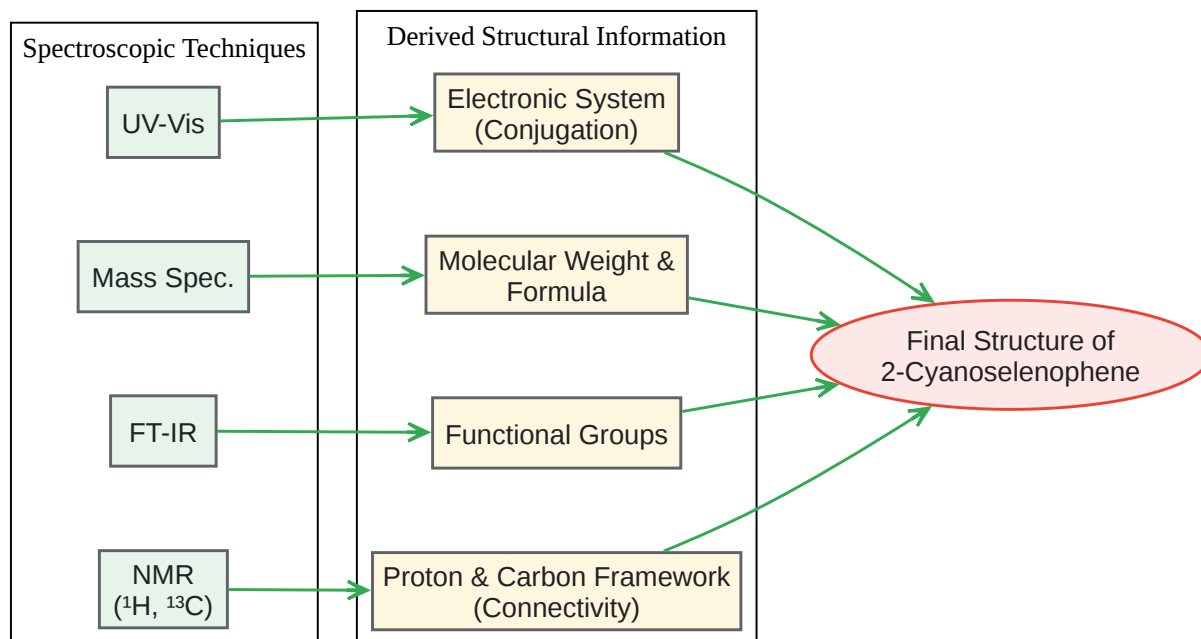 Spectroscopic Techniques
Derived Structural Information
UV-Vis
Electronic System
(Conjugation)
Mass Spec.
Molecular Weight &
Formula
Final Structure of
2-Cyanoselenophene
FT-IR
Functional Groups
NMR
(¹H, ¹³C)
Proton & Carbon Framework
(Connectivity)